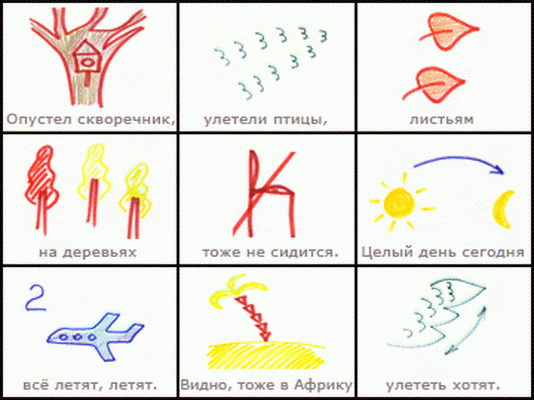 Опустел скворечник,
улетели птицы,
листьям
на деревьях
тоже не сидится.
Целый день сегодня
2
всё летят, летят.
Видно, тоже в Африку
улететь хотят.